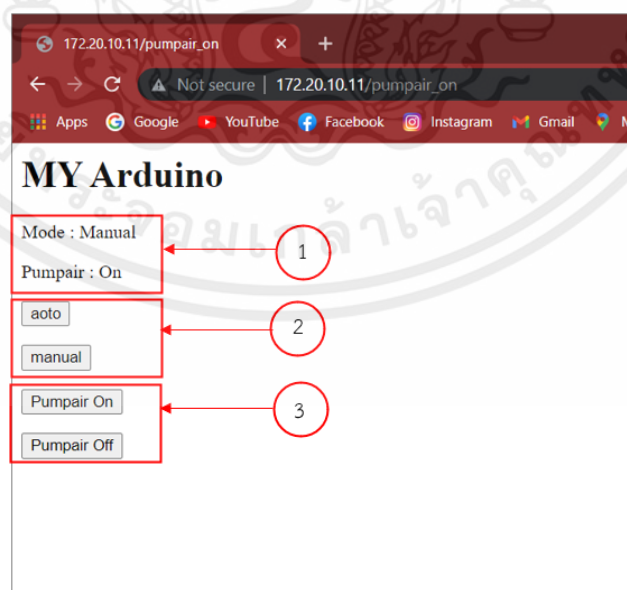 172.20.10.11/pumpair_on
Not secure | 172.20.10.11/pumpair_on
Apps Google YouTube Facebook Instagram Gmail
MY Arduino
Mode : Manual
Pumpair : On
1
aoto
manual
2
Pumpair On
Pumpair Off
3